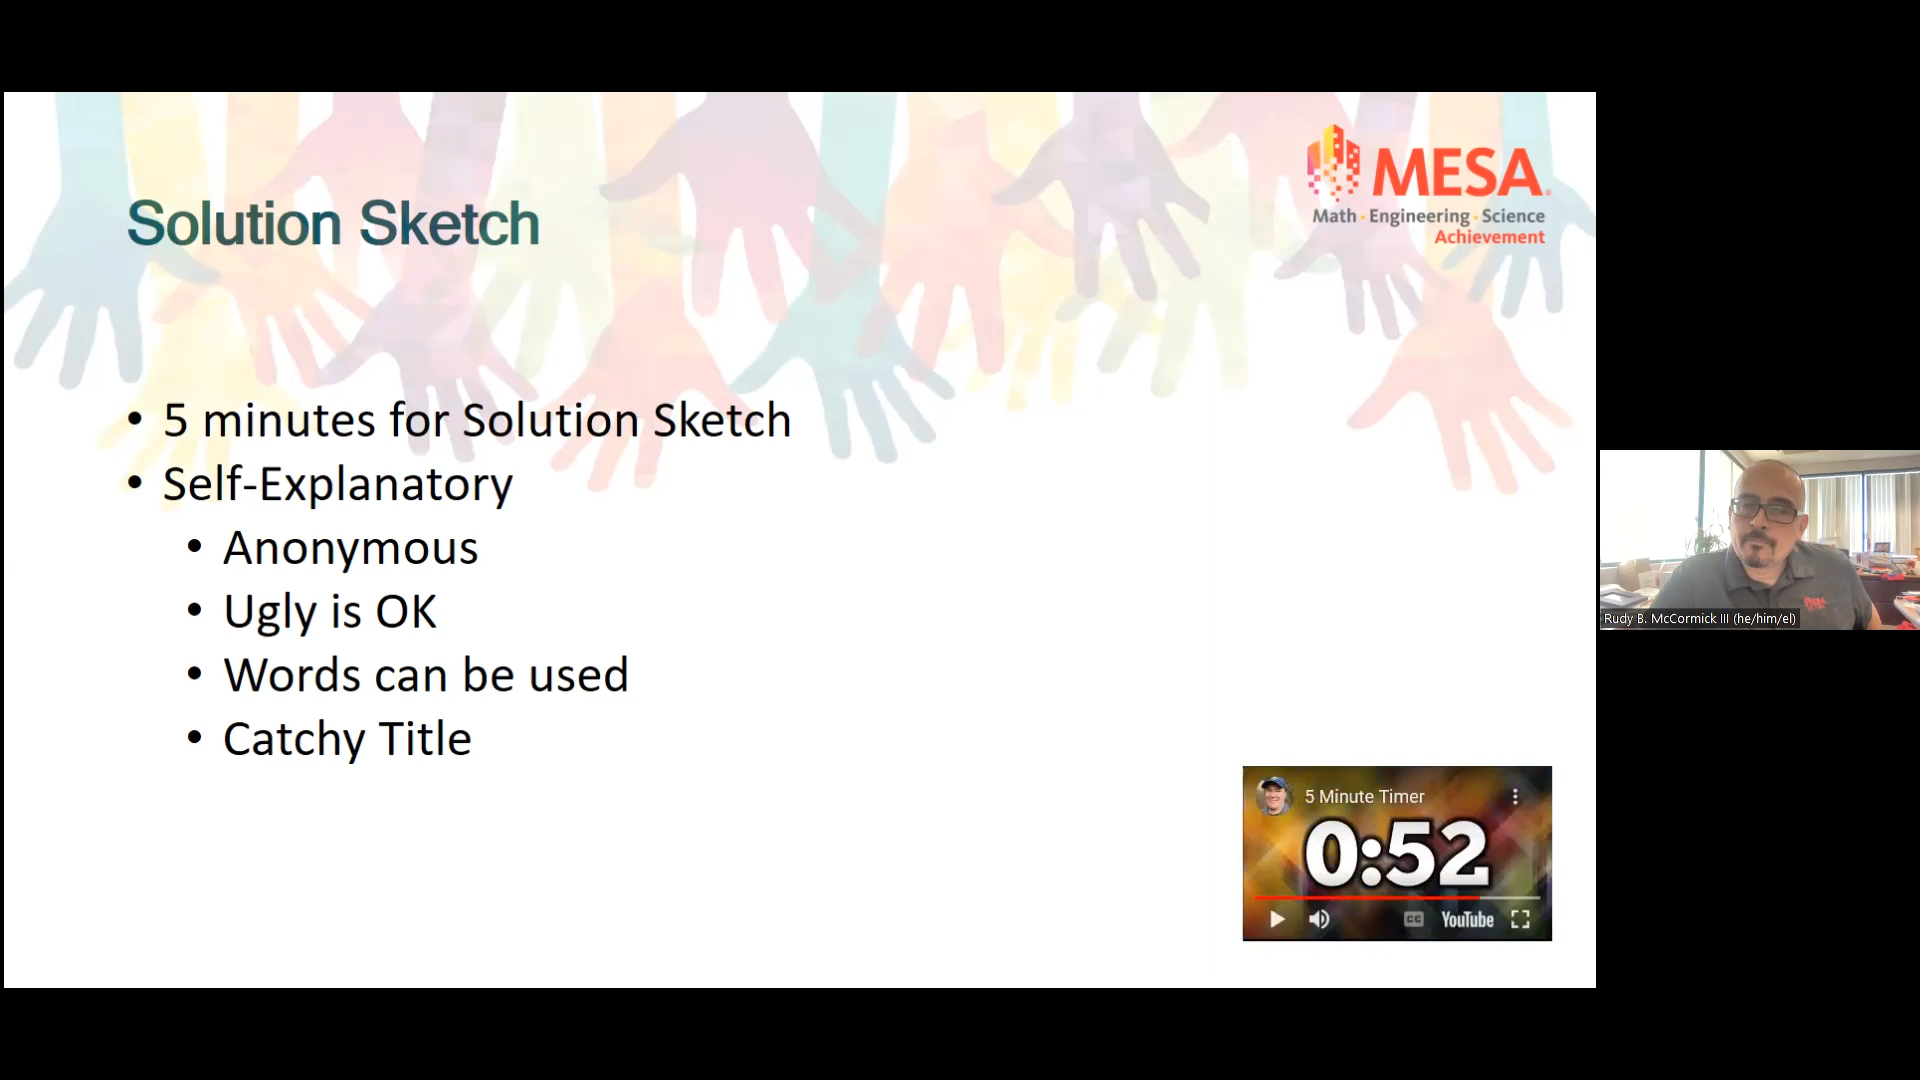 MESA
Math · Engineering · Science
Achievement
Solution Sketch
• 5 minutes for Solution Sketch
• Self-Explanatory
• Anonymous
• Ugly is OK
• Words can be used
• Catchy Title
5 Minute Timer
0:52
CC YouTube
Rudy B. McCormick III (he/him/el)